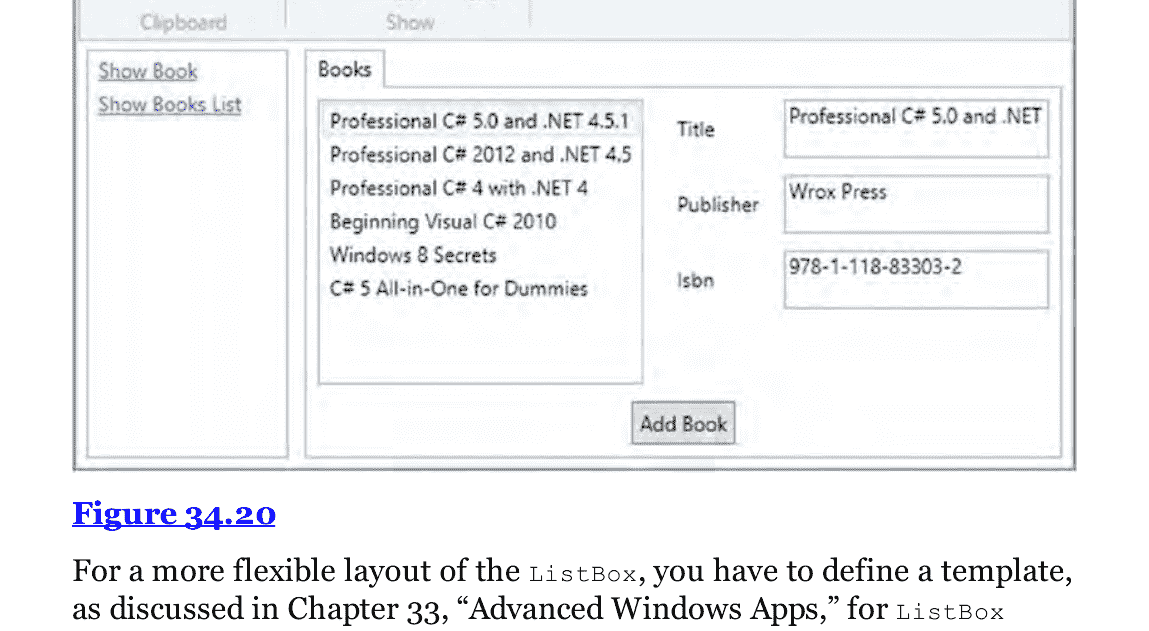 Clipboard
Show
Show Book
Show Books List
Books
Professional C# 5.0 and .NET 4.5.1
Professional C# 2012 and .NET 4.5
Professional C# 4 with .NET 4
Beginning Visual C# 2010
Windows 8 Secrets
C# 5 All-in-One for Dummies
Title
Professional C# 5.0 and .NET
Publisher
Wrox Press
Isbn
978-1-118-83303-2
Add Book
Figure 34.20
For a more flexible layout of the ListBox, you have to define a template,
as discussed in Chapter 33, “Advanced Windows Apps,” for ListBox